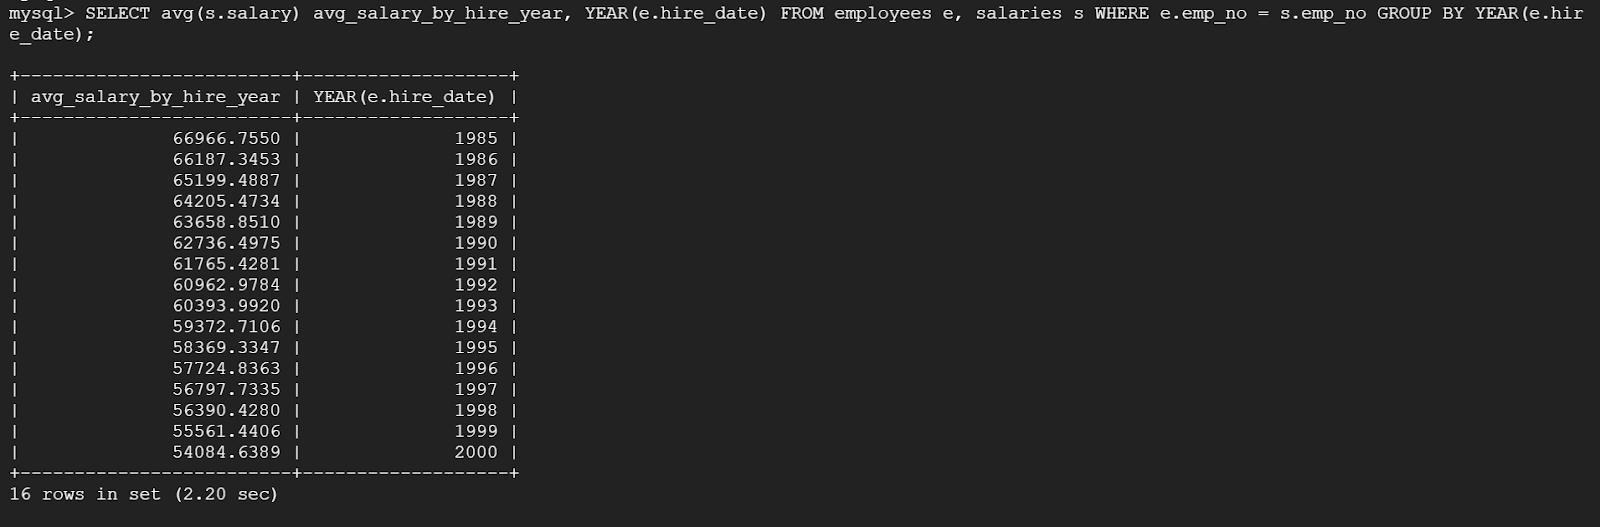 mysql> SELECT avg(s.salary) avg_salary_by_hire_year, YEAR(e.hire_date) FROM employees e, salaries s WHERE e.emp_no = s.emp_no GROUP BY YEAR(e.hir
e_date);
+-------------------------+-------------------+
| avg_salary_by_hire_year | YEAR(e.hire_date) |
+-------------------------+-------------------+
|              66966.7550 |              1985 |
|              66187.3453 |              1986 |
|              65199.4887 |              1987 |
|              64205.4734 |              1988 |
|              63658.8510 |              1989 |
|              62736.4975 |              1990 |
|              61765.4281 |              1991 |
|              60962.9784 |              1992 |
|              60393.9920 |              1993 |
|              59372.7106 |              1994 |
|              58369.3347 |              1995 |
|              57724.8363 |              1996 |
|              56797.7335 |              1997 |
|              56390.4280 |              1998 |
|              55561.4406 |              1999 |
|              54084.6389 |              2000 |
+-------------------------+-------------------+
16 rows in set (2.20 sec)